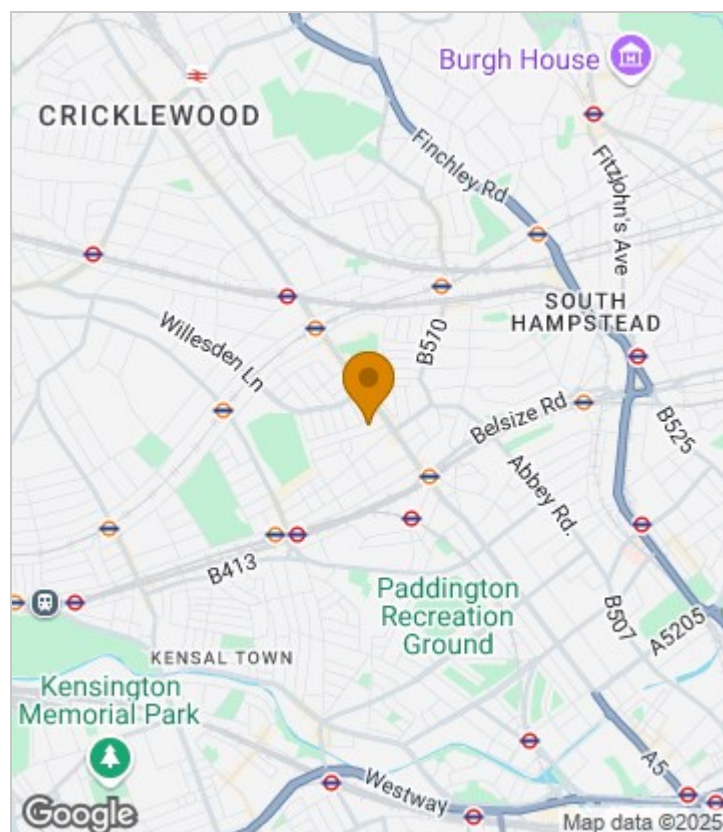 Burgh House
CRICKLEWOOD
Finchley Rd
Fitzjohn's Ave
SOUTH
HAMPSTEAD
B510
Willesden Ln
Belsize Rd
B525
Abbey Rd.
B413
Paddington
Recreation
Ground
B507
A5205
KENSAL TOWN
Kensington
Memorial Park
A5
Westway
Google
Map data ©2025